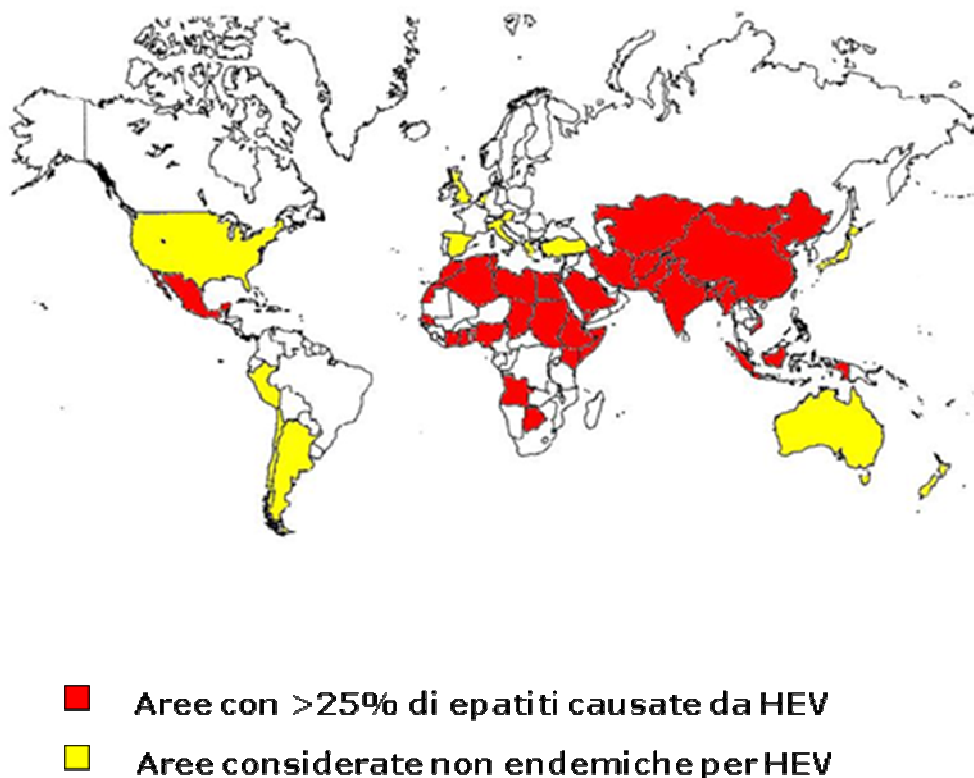 Aree con >25% di epatiti causate da HEV
Aree considerate non endemiche per HEV